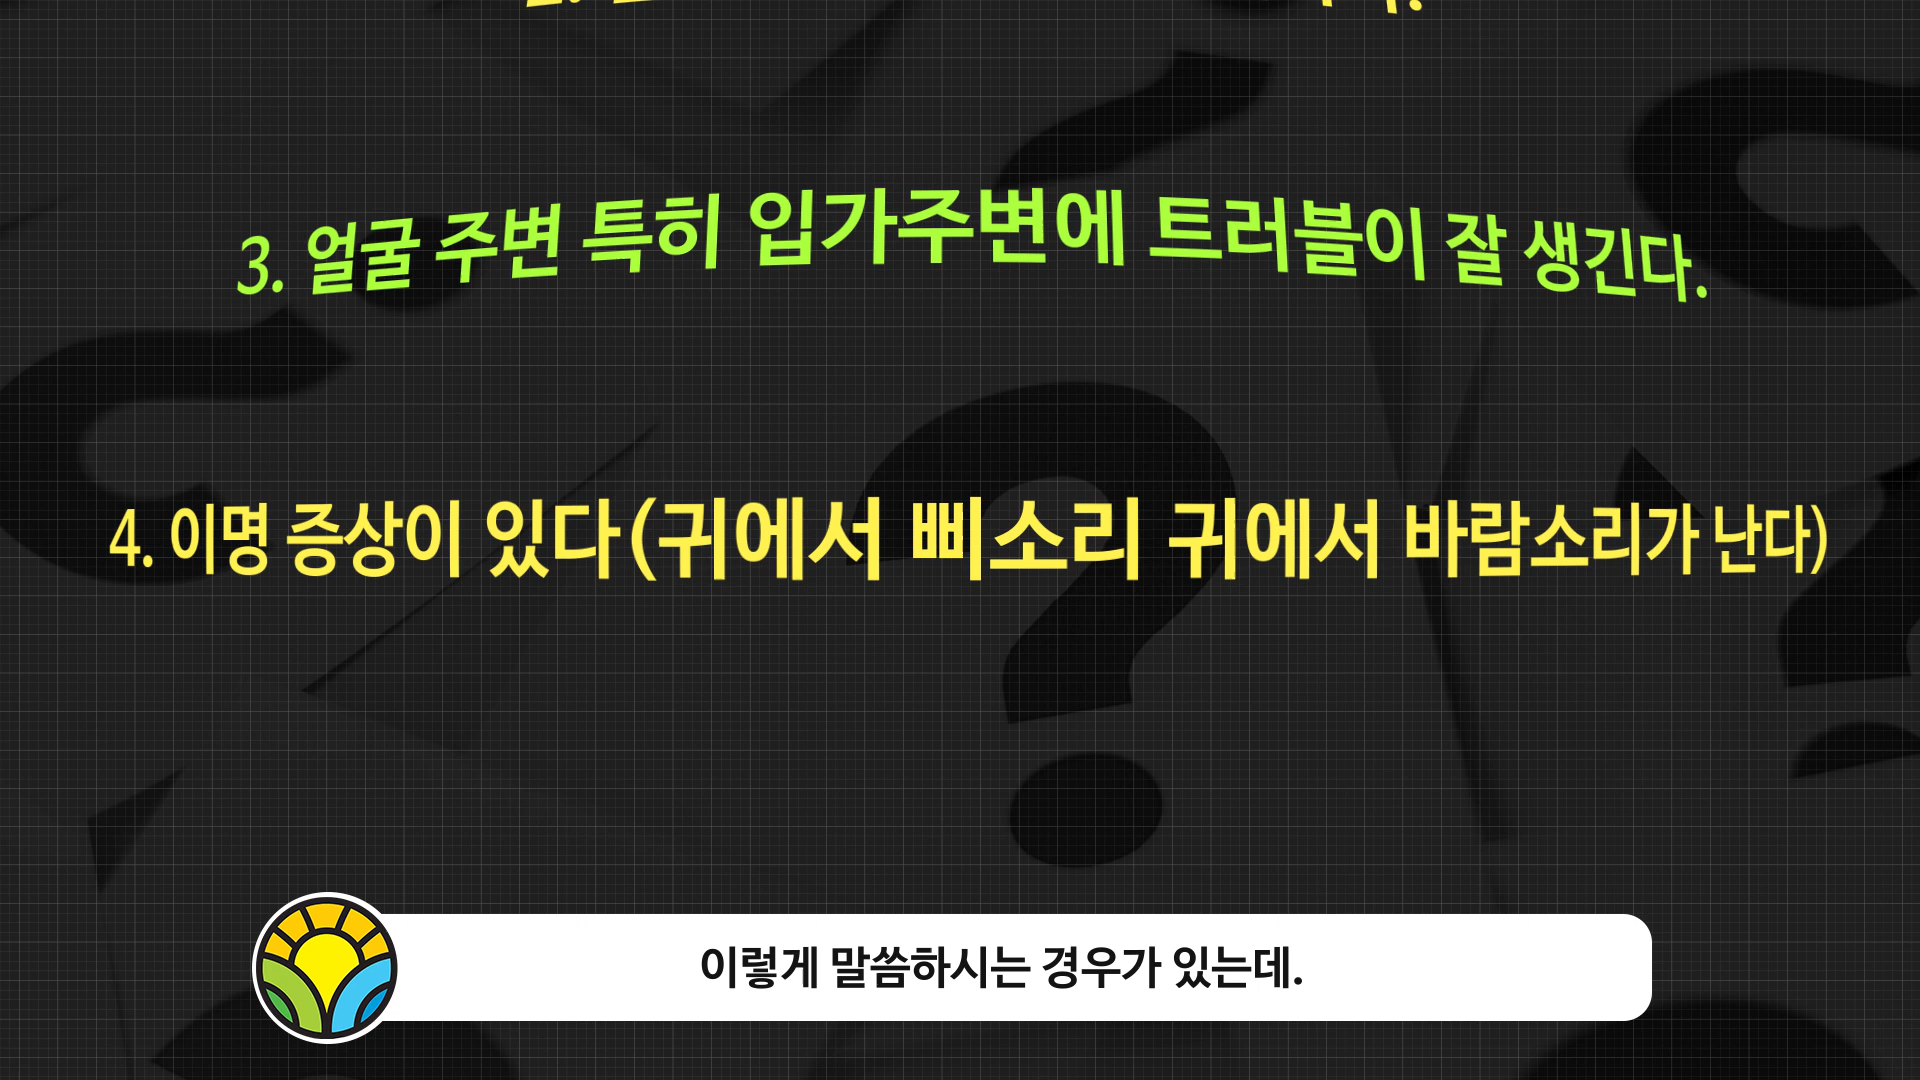 3. 얼굴 주변 특히 입가주변에 트러블이 잘 생긴다.
4. 이명 증상이 있다(귀에서 삐소리 귀에서 바람소리가 난다)
이렇게 말씀하시는 경우가 있는데.